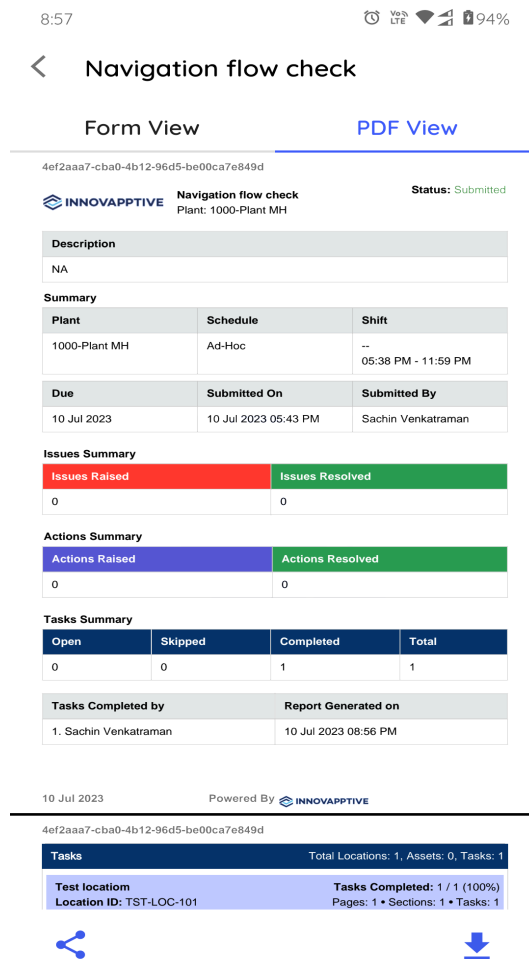 8:57
Vo) LTE
94%
Navigation flow check
Form View
PDF View
4ef2aaa7-cba0-4b12-96d5-be00ca7e849d
INNOVAPPTIVE
Navigation flow check
Plant: 1000-Plant MH
Status: Submitted
Description
NA
Summary
Plant Schedule Shift
1000-Plant MH Ad-Hoc --
05:38 PM - 11:59 PM
Due Submitted On Submitted By
10 Jul 2023 10 Jul 2023 05:43 PM Sachin Venkatraman
Issues Summary
Issues Raised Issues Resolved
0 0
Actions Summary
Actions Raised Actions Resolved
0 0
Tasks Summary
Open Skipped Completed Total
0 0 1 1
Tasks Completed by Report Generated on
1. Sachin Venkatraman 10 Jul 2023 08:56 PM
10 Jul 2023 Powered By INNOVAPPTIVE
4ef2aaa7-cba0-4b12-96d5-be00ca7e849d
Tasks Total Locations: 1, Assets: 0, Tasks: 1
Test locatiom Tasks Completed: 1 / 1 (100%)
Location ID: TST-LOC-101 Pages: 1 • Sections: 1 • Tasks: 1